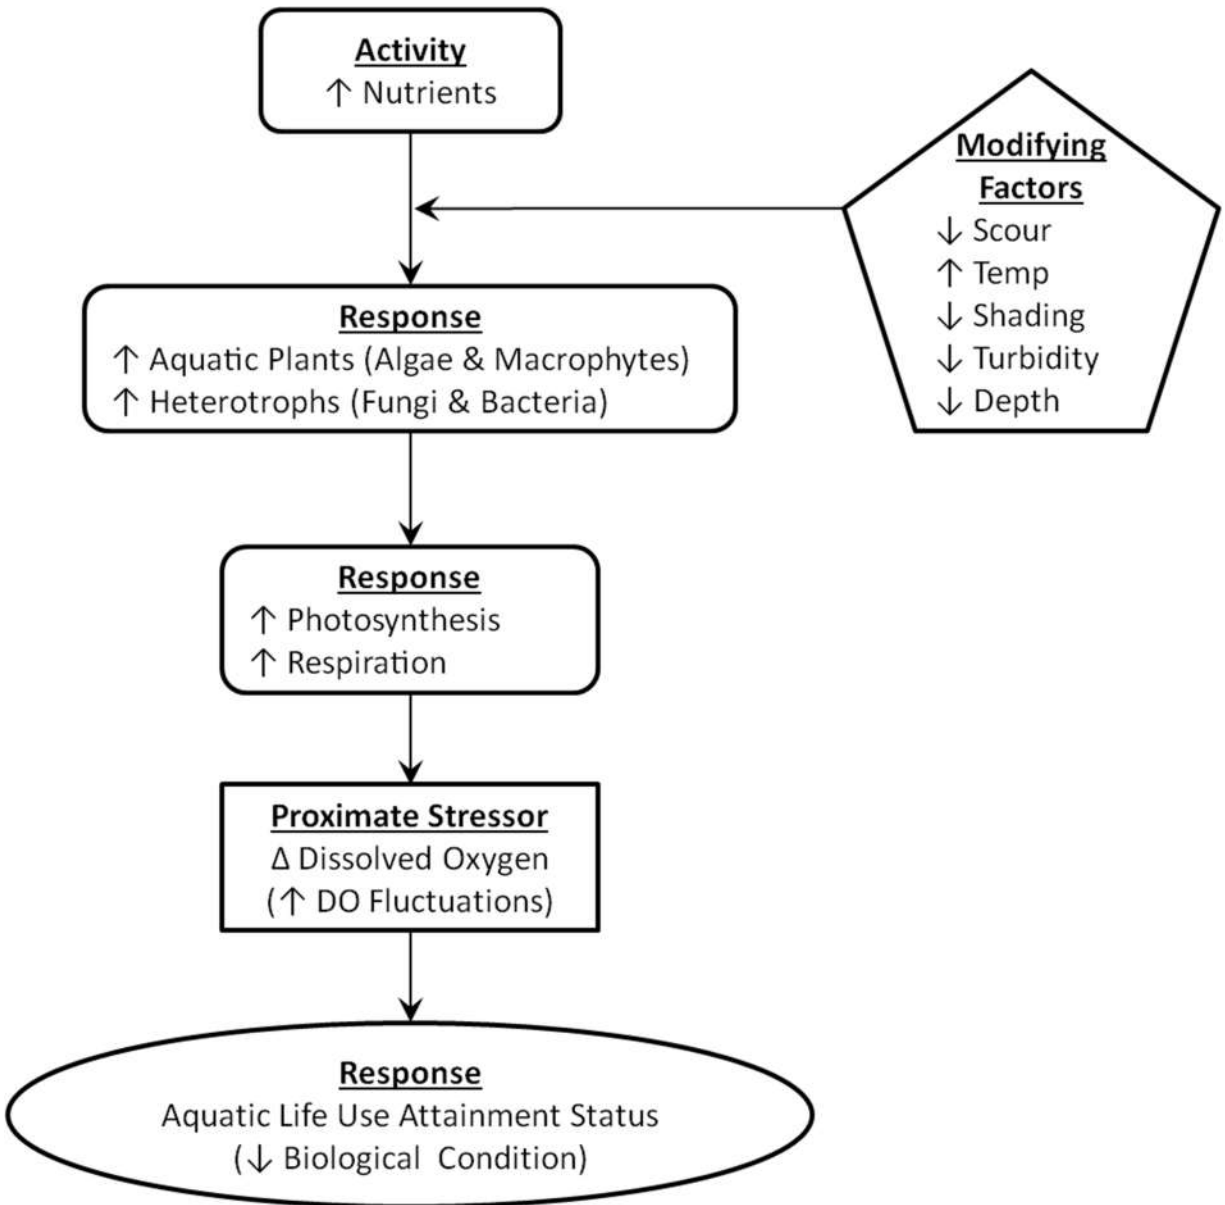 Activity
↑ Nutrients
Modifying
Factors
↓ Scour
↑ Temp
↓ Shading
↓ Turbidity
↓ Depth
Response
↑ Aquatic Plants (Algae & Macrophytes)
↑ Heterotrophs (Fungi & Bacteria)
Response
↑ Photosynthesis
↑ Respiration
Proximate Stressor
Δ Dissolved Oxygen
(↑ DO Fluctuations)
Response
Aquatic Life Use Attainment Status
(↓ Biological Condition)